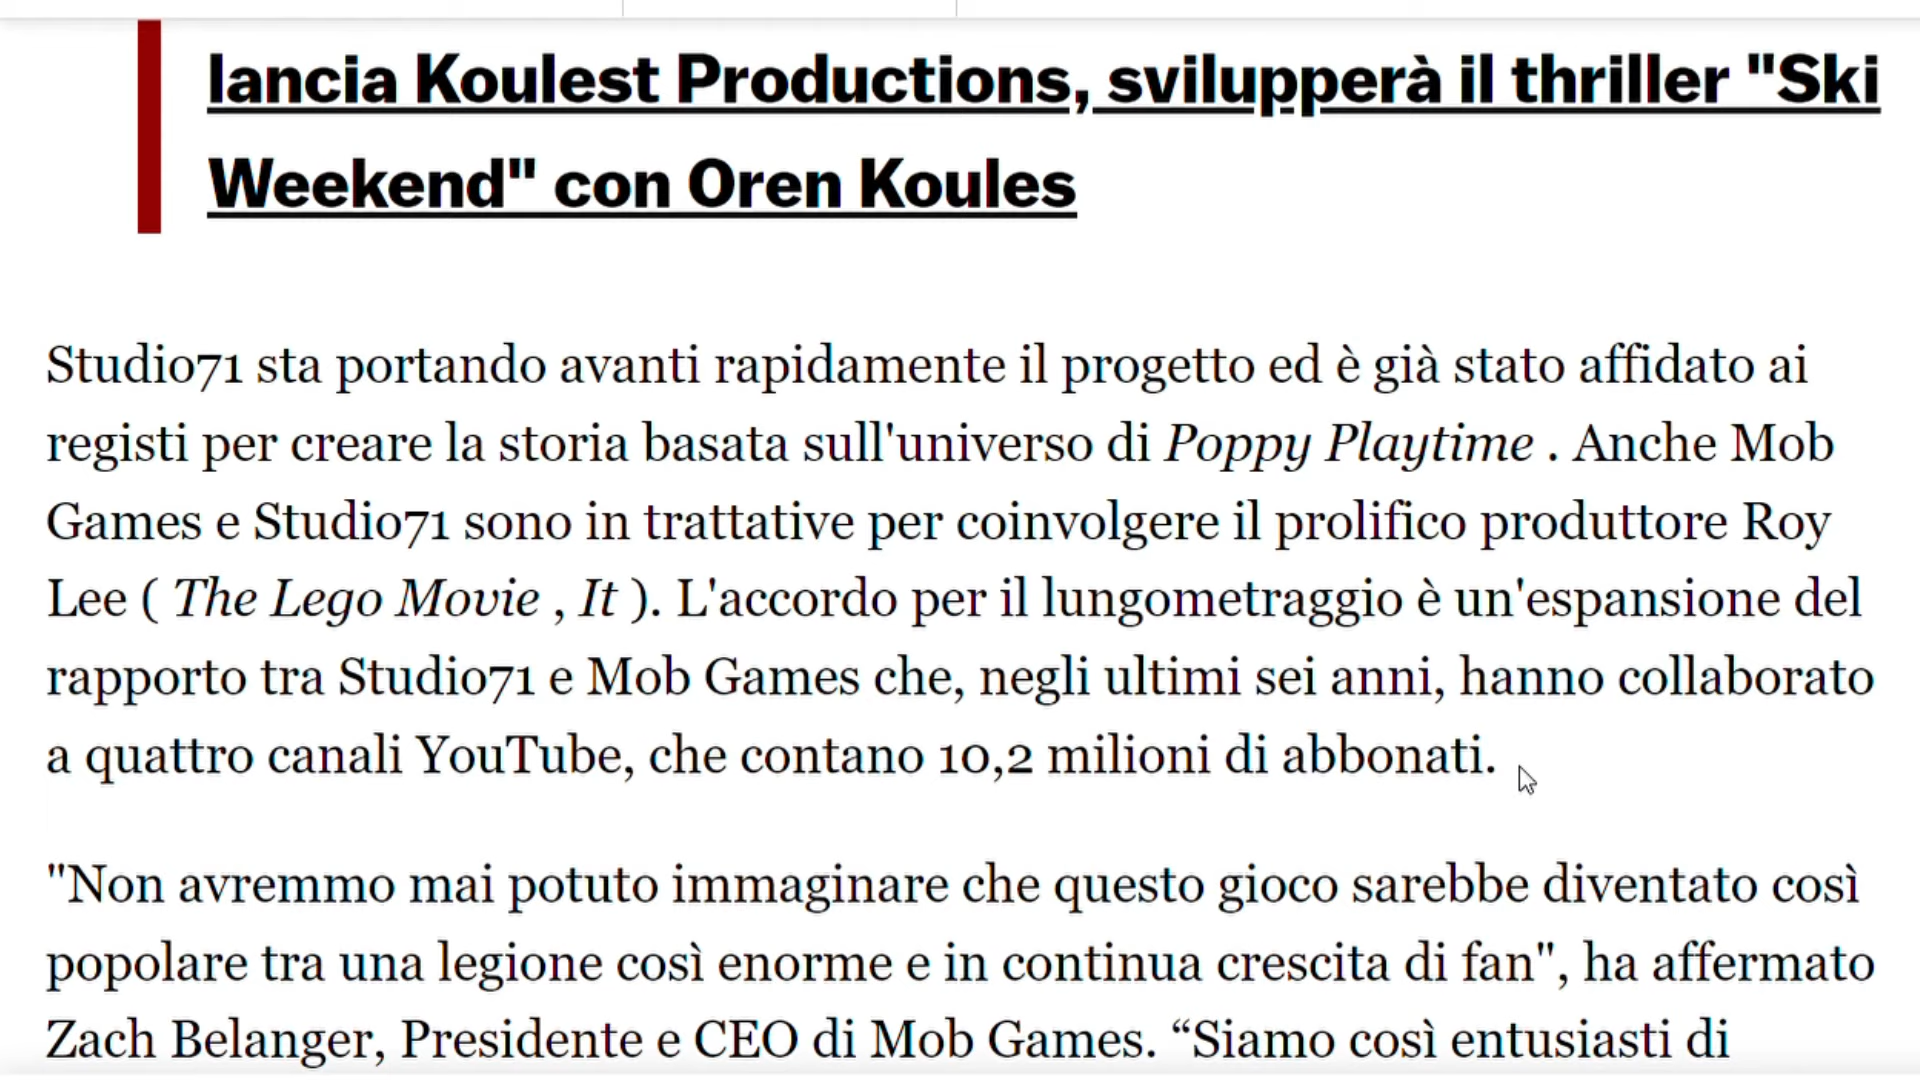 lancia Koulest Productions, svilupperà il thriller "Ski
Weekend" con Oren Koules
Studio71 sta portando avanti rapidamente il progetto ed è già stato affidato ai
registi per creare la storia basata sull'universo di Poppy Playtime . Anche Mob
Games e Studio71 sono in trattative per coinvolgere il prolifico produttore Roy
Lee ( The Lego Movie , It ). L'accordo per il lungometraggio è un'espansione del
rapporto tra Studio71 e Mob Games che, negli ultimi sei anni, hanno collaborato
a quattro canali YouTube, che contano 10,2 milioni di abbonati.
"Non avremmo mai potuto immaginare che questo gioco sarebbe diventato così
popolare tra una legione così enorme e in continua crescita di fan", ha affermato
Zach Belanger, Presidente e CEO di Mob Games. “Siamo così entusiasti di